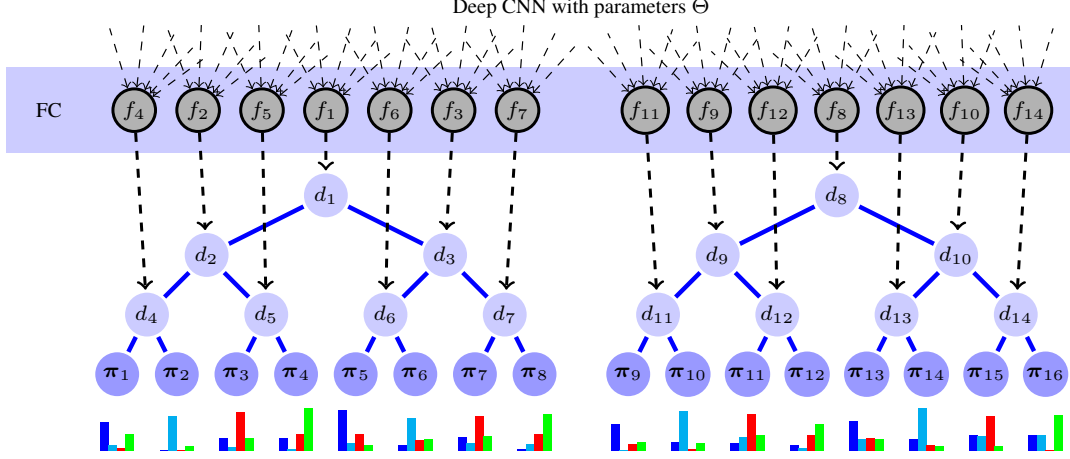 Deep CNN with parameters Θ
FC f4 f2 f5 f1 f6 f3 f7 f11 f9 f12 f8 f13 f10 f14
d1 d8
d2 d3 d9 d10
d4 d5 d6 d7 d11 d12 d13 d14
π1 π2 π3 π4 π5 π6 π7 π8 π9 π10 π11 π12 π13 π14 π15 π16